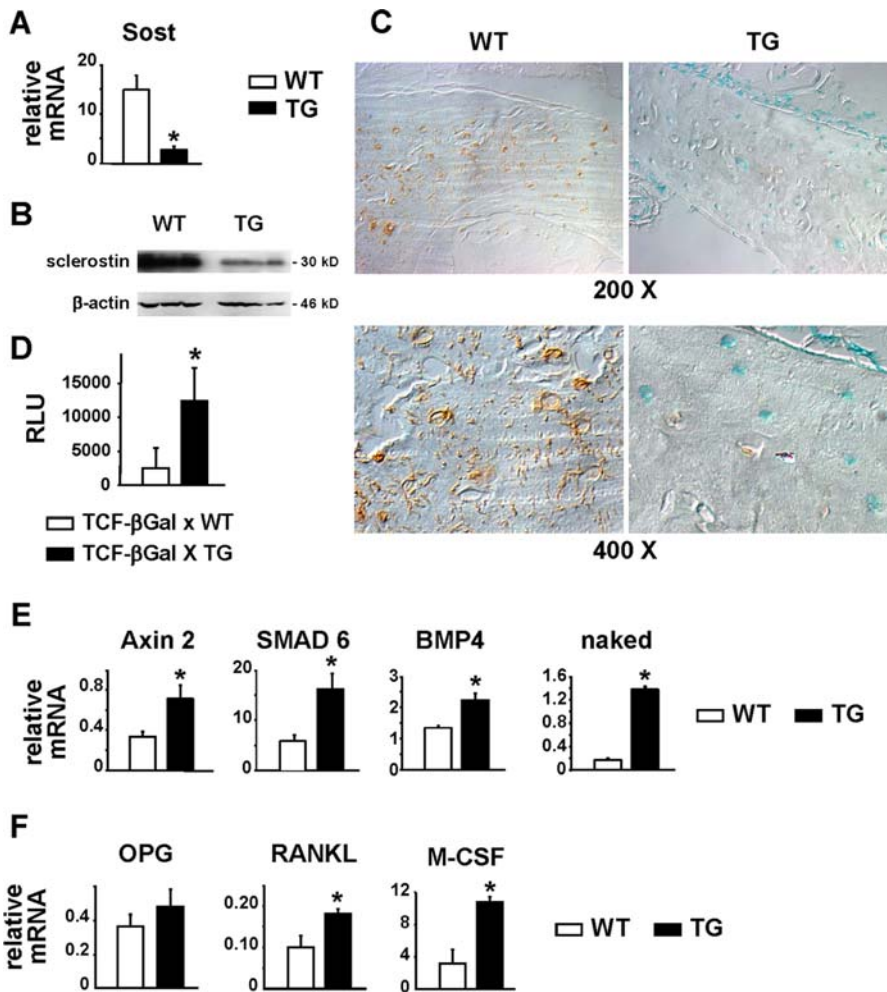 A
Sost
relative mRNA
15
10
0
*
WT
TG
B
WT TG
sclerostin - 30 kD
β-actin - 46 kD
C
WT TG
200 X
400 X
D
RLU
15000
10000
5000
0
*
TCF-βGal x WT
TCF-βGal X TG
E
relative mRNA
Axin 2
0.8
0.4
0
*
SMAD 6
20
10
0
*
BMP4
3
2
1
0
*
naked
1.6
1.2
0.8
0.4
0
*
WT TG
F
relative mRNA
OPG
0.4
0.2
0
RANKL
0.20
0.10
0
*
M-CSF
12
8
4
0
*
WT TG